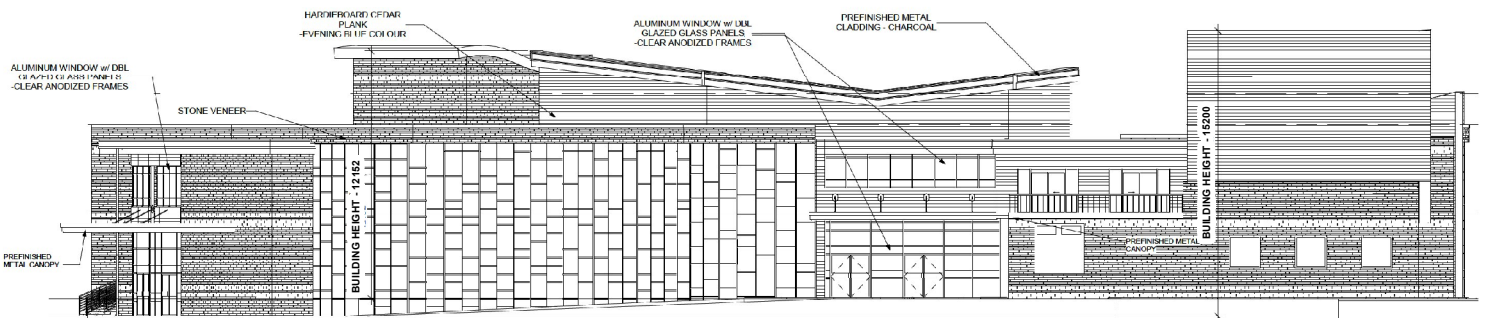 HARDIEBOARD CEDAR
PLANK
-EVENING BLUE COLOUR
ALUMINUM WINDOW w/ DBL
GLAZED GLASS PANELS
-CLEAR ANODIZED FRAMES
PREFINISHED METAL
CLADDING - CHARCOAL
ALUMINUM WINDOW w/ DBL
GLAZED GLASS PANELS
-CLEAR ANODIZED FRAMES
STONE VENEER
BUILDING HEIGHT - 12152
BUILDING HEIGHT - 15200
PREFINISHED
METAL CANOPY
PREFINISHED METAL
CANOPY